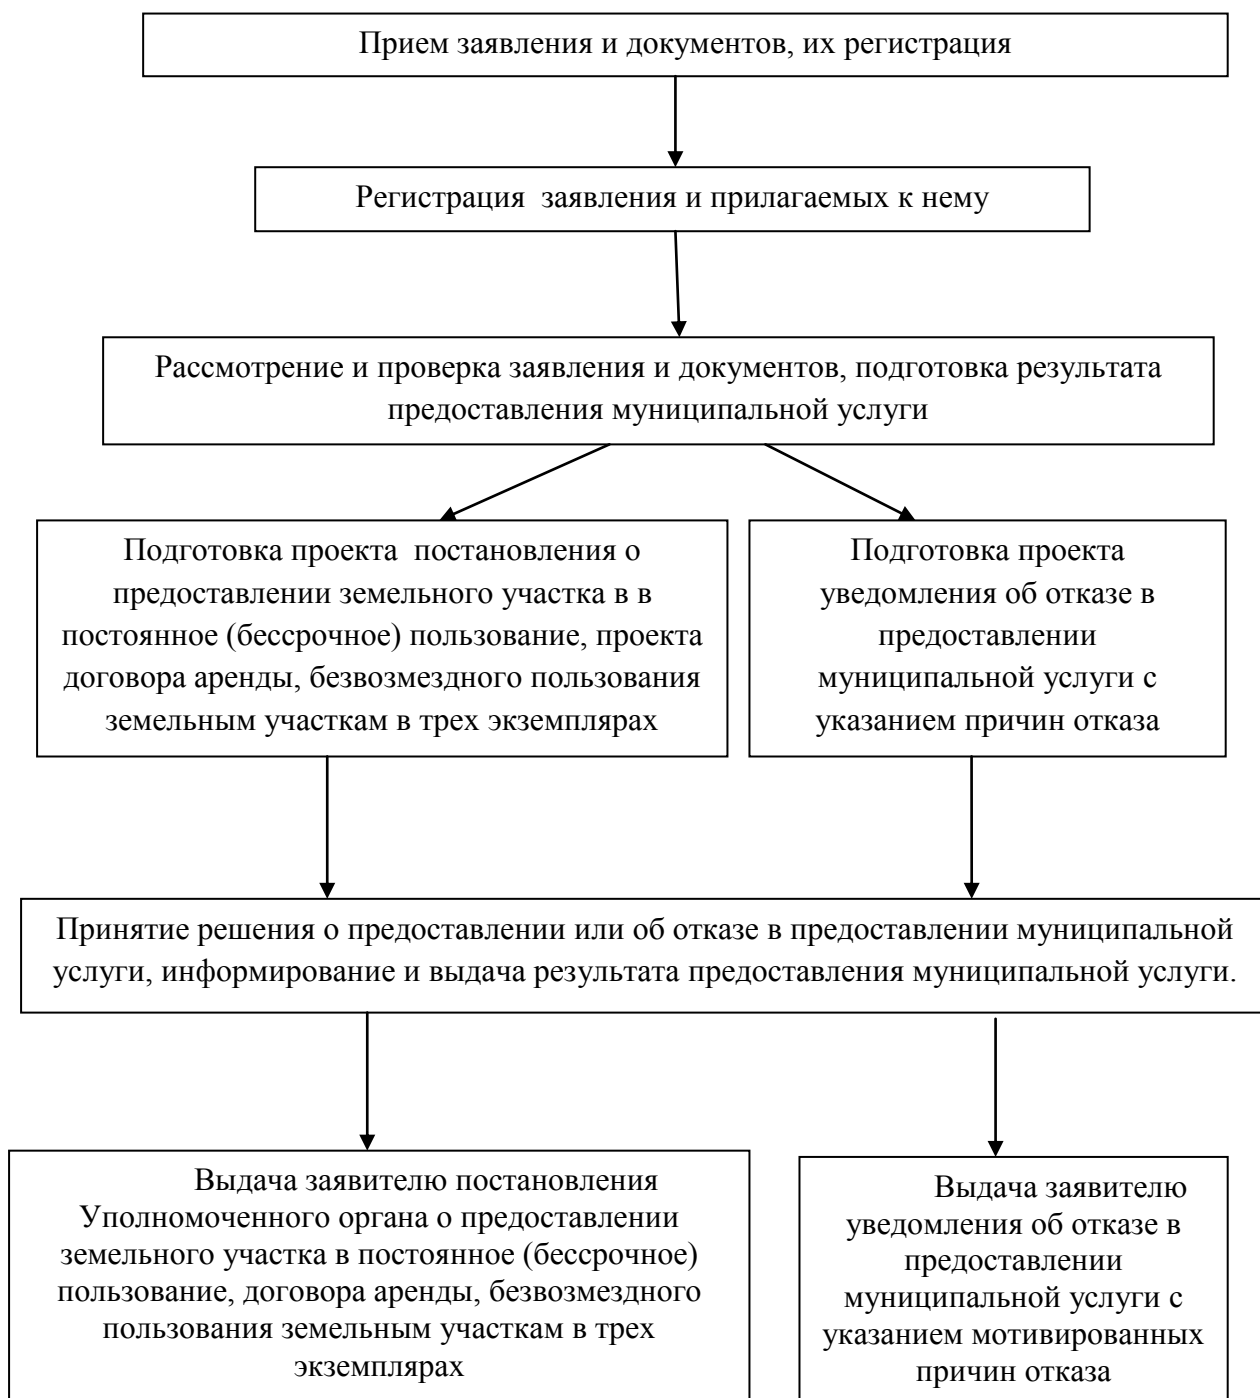 Прием заявления и документов, их регистрация
Регистрация  заявления и прилагаемых к нему
Рассмотрение и проверка заявления и документов, подготовка результата
предоставления муниципальной услуги
Подготовка проекта  постановления о
предоставлении земельного участка в в
постоянное (бессрочное) пользование, проекта
договора аренды, безвозмездного пользования
земельным участкам в трех экземплярах
Подготовка проекта
уведомления об отказе в
предоставлении
муниципальной услуги с
указанием причин отказа
Принятие решения о предоставлении или об отказе в предоставлении муниципальной
услуги, информирование и выдача результата предоставления муниципальной услуги.
Выдача заявителю постановления
Уполномоченного органа о предоставлении
земельного участка в постоянное (бессрочное)
пользование, договора аренды, безвозмездного
пользования земельным участкам в трех
экземплярах
Выдача заявителю
уведомления об отказе в
предоставлении
муниципальной услуги с
указанием мотивированных
причин отказа